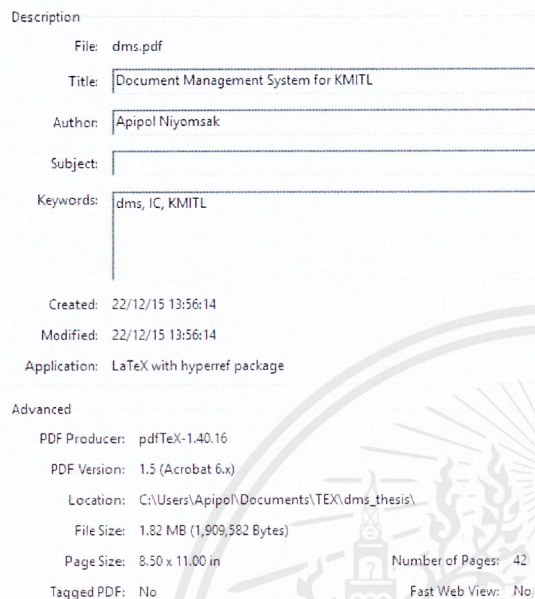 Description
File: dms.pdf
Title: Document Management System for KMITL
Author: Apipol Niyomsak
Subject:
Keywords: dms, IC, KMITL
Created: 22/12/15 13:56:14
Modified: 22/12/15 13:56:14
Application: LaTeX with hyperref package
Advanced
PDF Producer: pdfTeX-1.40.16
PDF Version: 1.5 (Acrobat 6.x)
Location: C:\Users\Apipol\Documents\TEX\dms_thesis\
File Size: 1.82 MB (1,909,582 Bytes)
Page Size: 8.50 x 11.00 in Number of Pages: 42
Tagged PDF: No Fast Web View: No